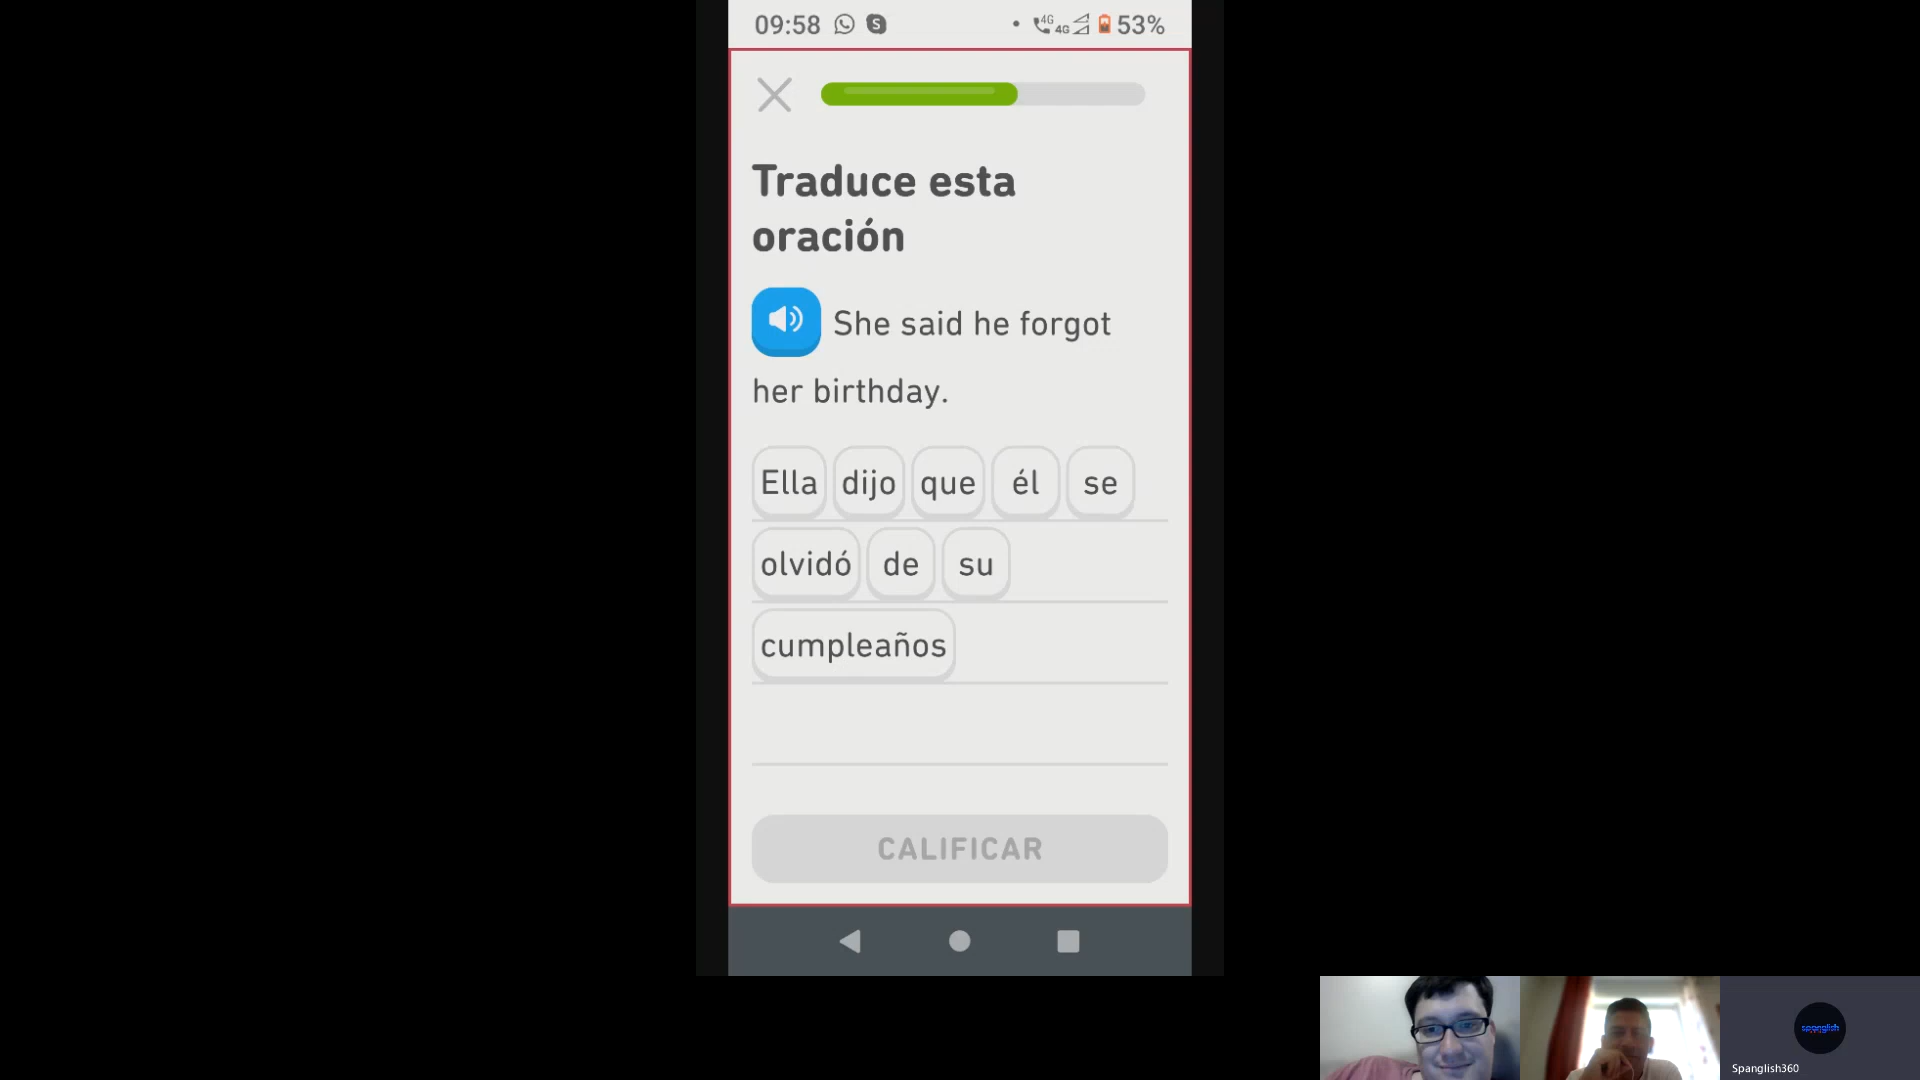 09:58 53%
Traduce esta
oración
She said he forgot
her birthday.
Ella dijo que él se
olvidó de su
cumpleaños
CALIFICAR
spanglish
Spanglish360